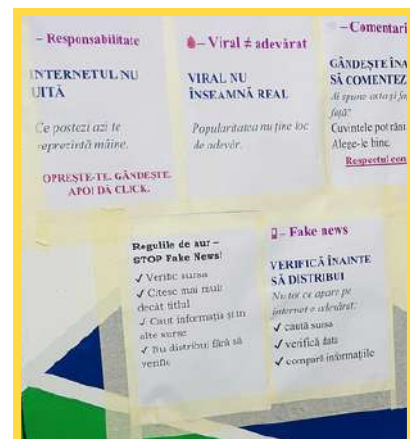 – Responsabilitate
INTERNETUL NU
UITĂ
Ce postezi azi te
reprezintă mâine.
OPREȘTE-TE. GÂNDEȘTE.
APOI DĂ CLICK.
– Viral ≠ adevărat
VIRAL NU
ÎNSEAMNĂ REAL
Popularitatea nu ține loc
de adevăr.
– Comentari
GÂNDEȘTE ÎNA
SĂ COMENTEZ
Ai spune asta și fa
față?
Cuvintele pot răni
Alege-le bine.
Respectul con
Regulile de aur –
STOP Fake News!
✓ Verific sursa
✓ Citesc mai mult
decât titlul
✓ Caut informația și în
alte surse
✓ Nu distribui fără să
verific
– Fake news
VERIFICĂ ÎNAINTE
SĂ DISTRIBUI
Nu tot ce apare pe
internet e adevărat:
✓ caută sursa
✓ verifică data
✓ compară informațiile